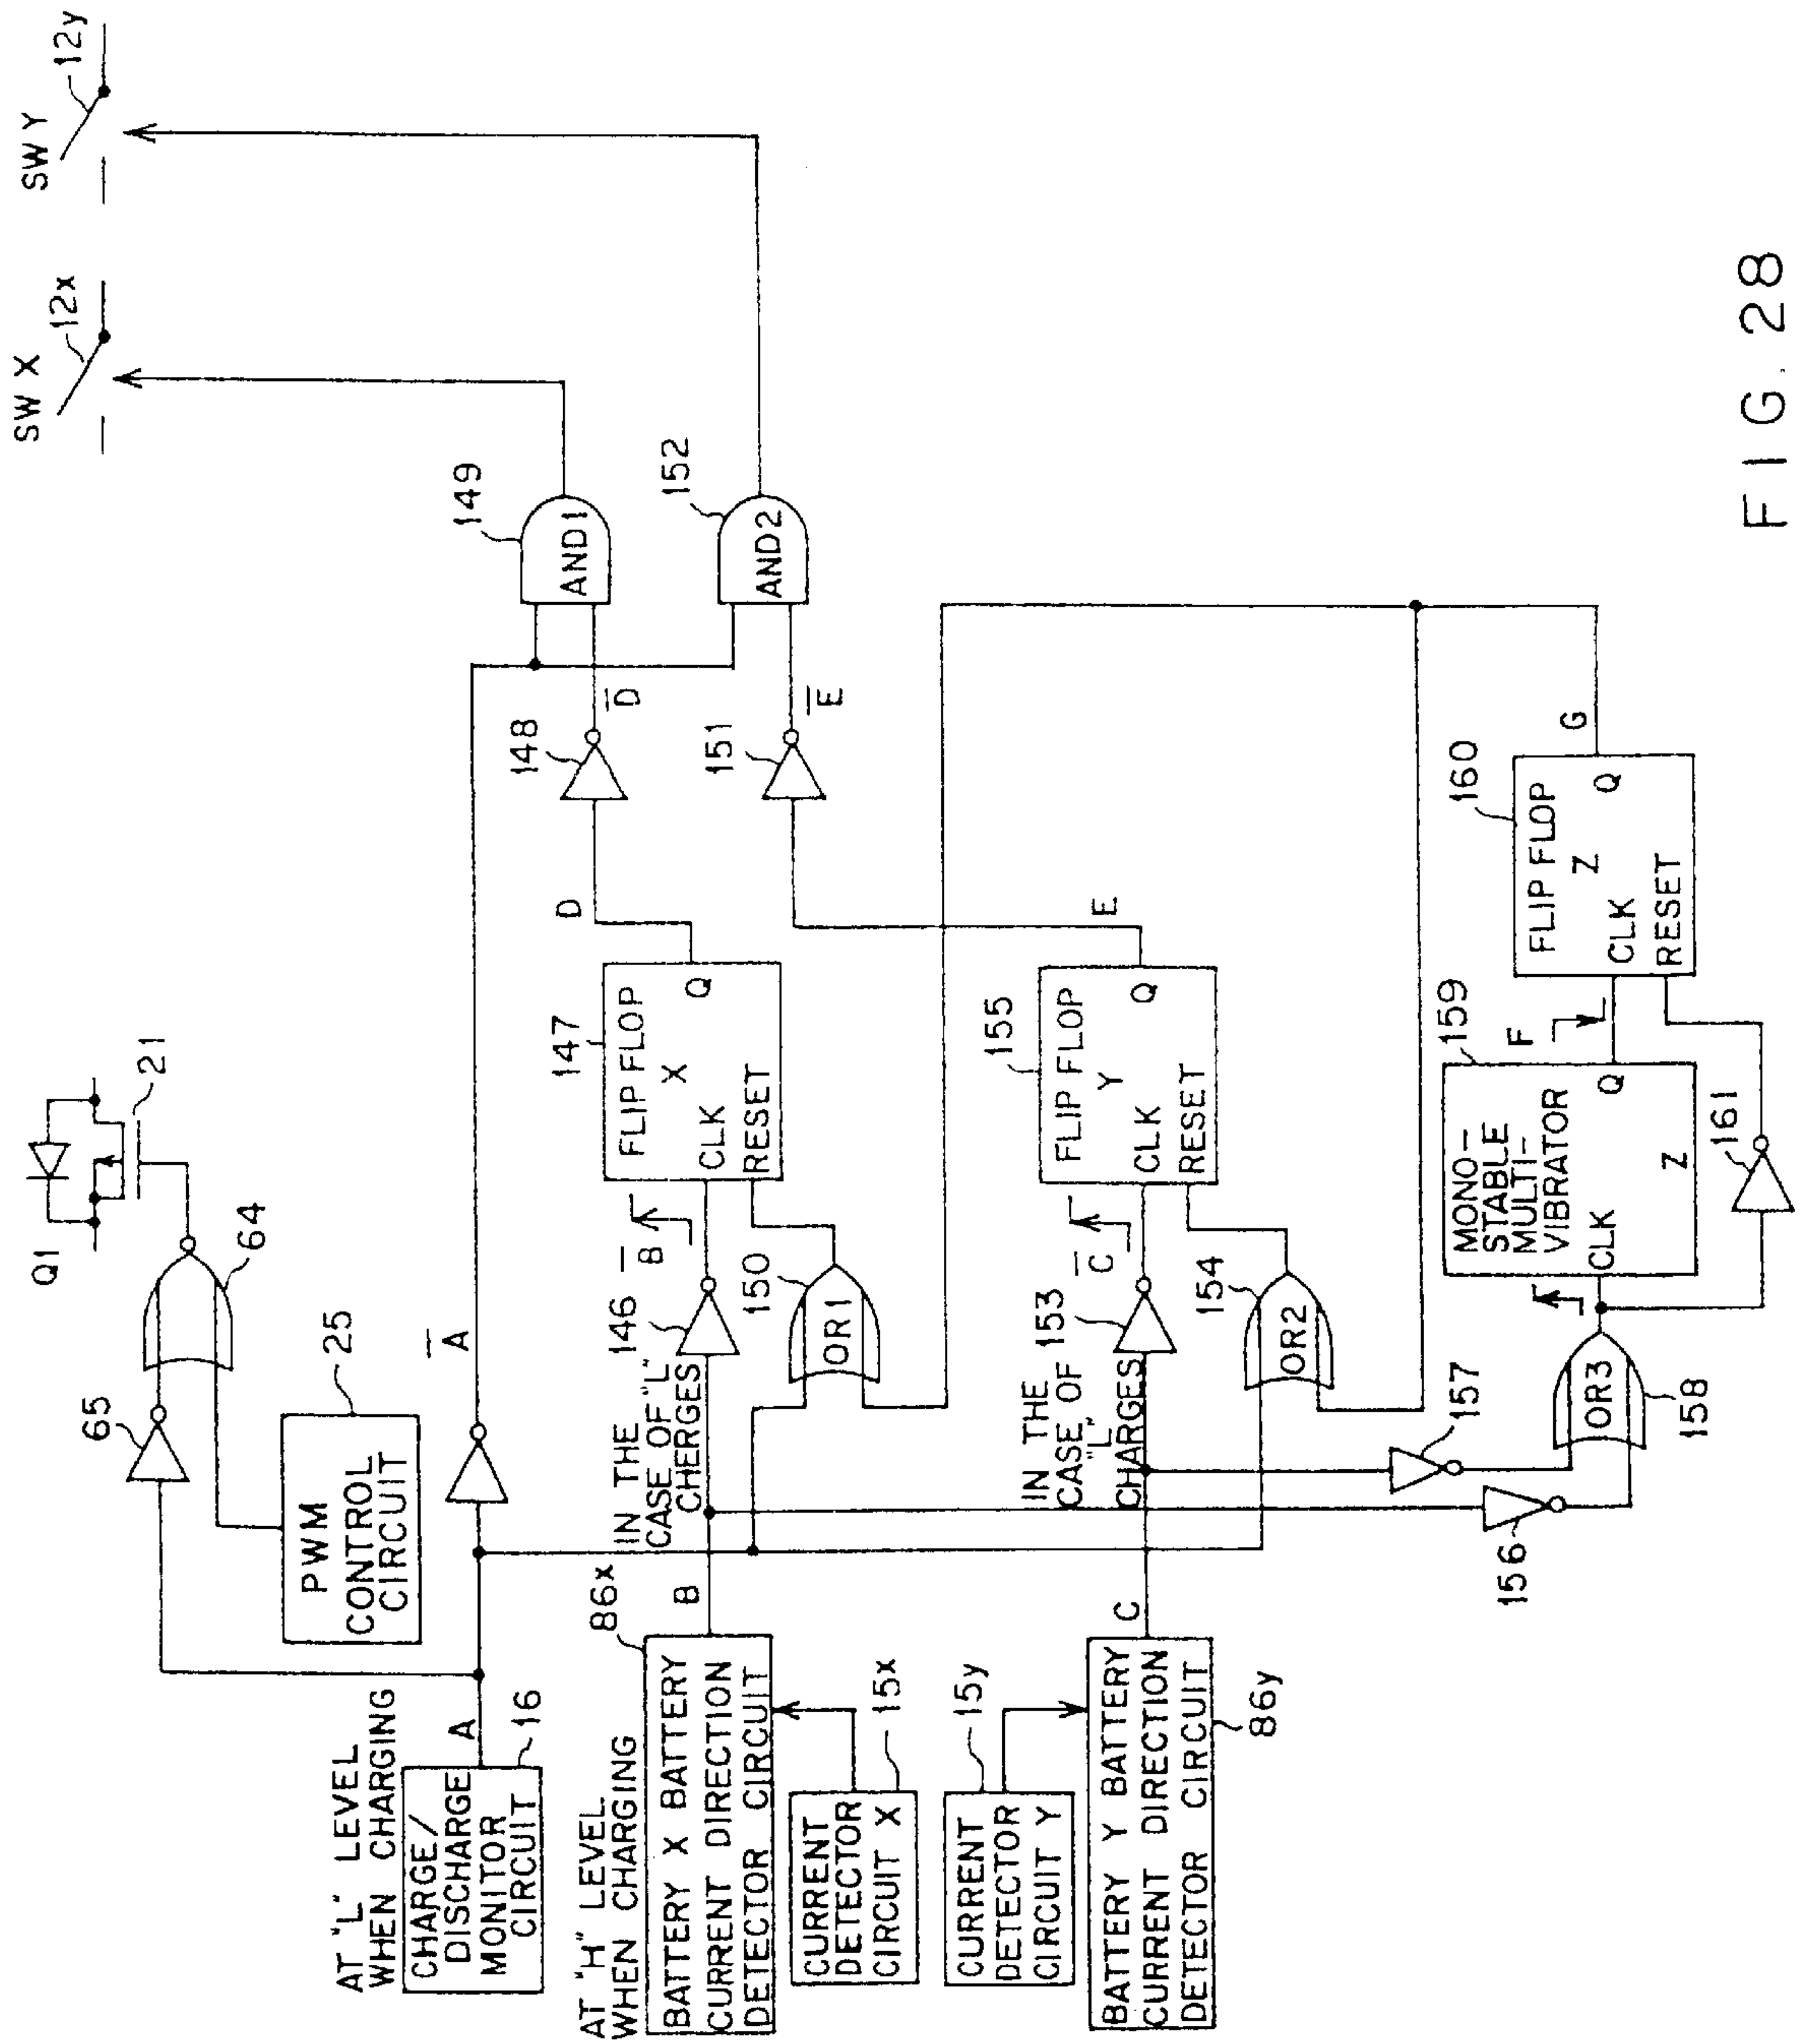 SW X
12x
SW Y
12y
Q1
21
64
65
25
PWM
CONTROL
CIRCUIT
AT "L" LEVEL
WHEN CHARGING
CHARGE/
DISCHARGE
MONITOR
CIRCUIT
16
A
A̅
149
AND1
152
AND2
148
D̅
151
E̅
D
E
147
FLIP FLOP
X
Q
CLK
RESET
IN THE
CASE OF "L"
CHERGES
146
B̅
150
OR1
AT "H" LEVEL
WHEN CHARGING
86x
BATTERY X BATTERY
CURRENT DIRECTION
DETECTOR CIRCUIT
B
CURRENT
DETECTOR
CIRCUIT X
15x
CURRENT
DETECTOR
CIRCUIT Y
15y
BATTERY Y BATTERY
CURRENT DIRECTION
DETECTOR CIRCUIT
86y
C
IN THE
CASE OF
"L"
CHARGES
153
C̅
154
OR2
155
FLIP FLOP
Y
Q
CLK
RESET
156
157
OR3
158
159
MONO-
STABLE
MULTI-
VIBRATOR
Q
CLK
Z
F
161
160
FLIP FLOP
Z
Q
CLK
RESET
G
FIG. 28